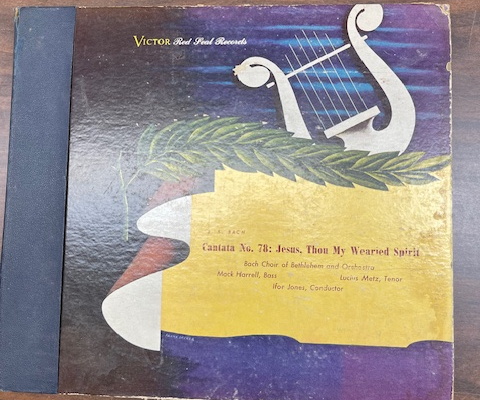 VICTOR Red Seal Records
J. S. BACH
Cantata No. 78: Jesus, Thou My Wearied Spirit
Bach Choir of Bethlehem and Orchestra
Mack Harrell, Bass Lucius Metz, Tenor
Ifor Jones, Conductor